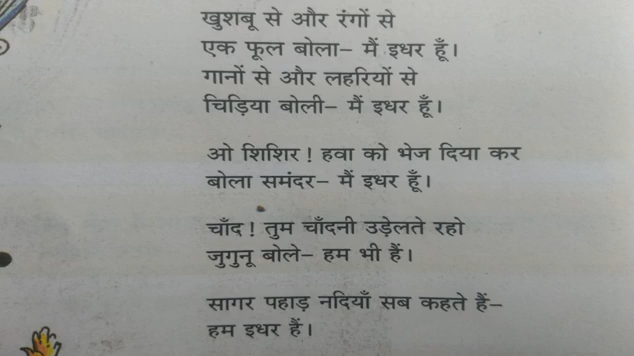 खुशबू से और रंगों से
एक फूल बोला– मैं इधर हूँ।
गानों से और लहरियों से
चिड़िया बोली– मैं इधर हूँ।
ओ शिशिर ! हवा को भेज दिया कर
बोला समंदर– मैं इधर हूँ।
चाँद ! तुम चाँदनी उड़ेलते रहो
जुगुनू बोले– हम भी हैं।
सागर पहाड़ नदियाँ सब कहते हैं–
हम इधर हैं।